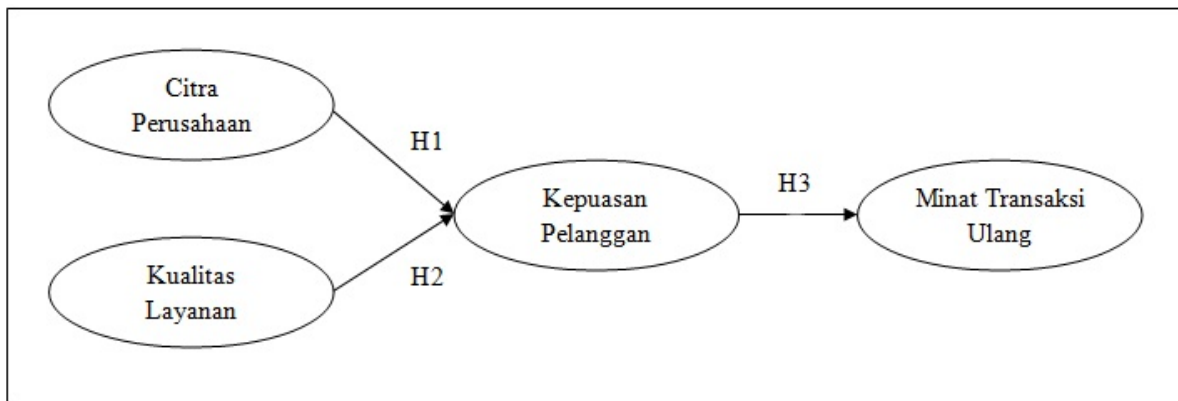 Citra
Perusahaan
H1
Kepuasan
Pelanggan
H3
Minat Transaksi
Ulang
H2
Kualitas
Layanan